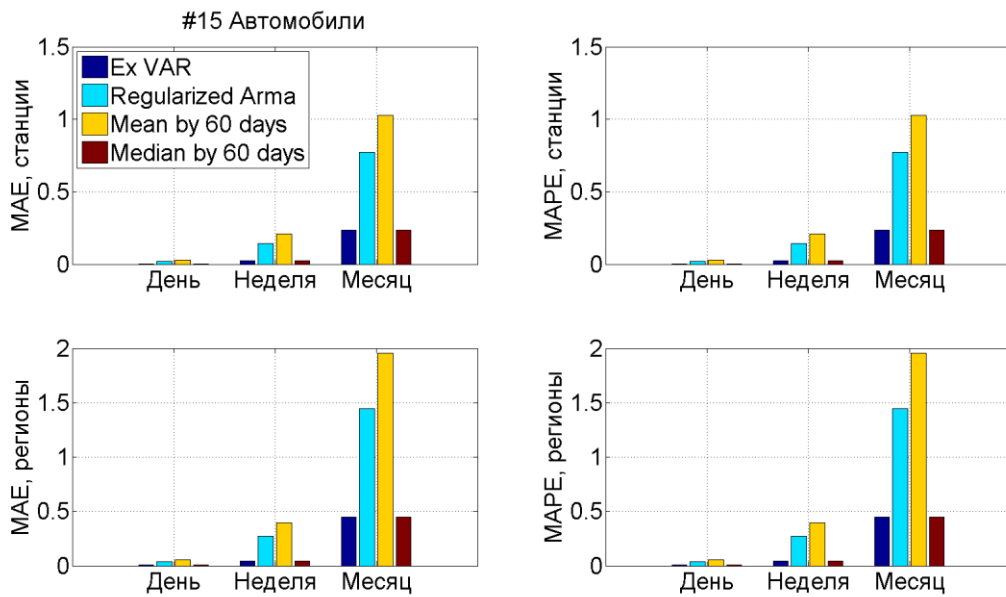 #15 Автомобили
1.5
1
0.5
0
MAE, станции
Ex VAR
Regularized Arma
Mean by 60 days
Median by 60 days
День Неделя Месяц
1.5
1
0.5
0
MAPE, станции
День Неделя Месяц
2
1.5
1
0.5
0
MAE, регионы
День Неделя Месяц
2
1.5
1
0.5
0
MAPE, регионы
День Неделя Месяц